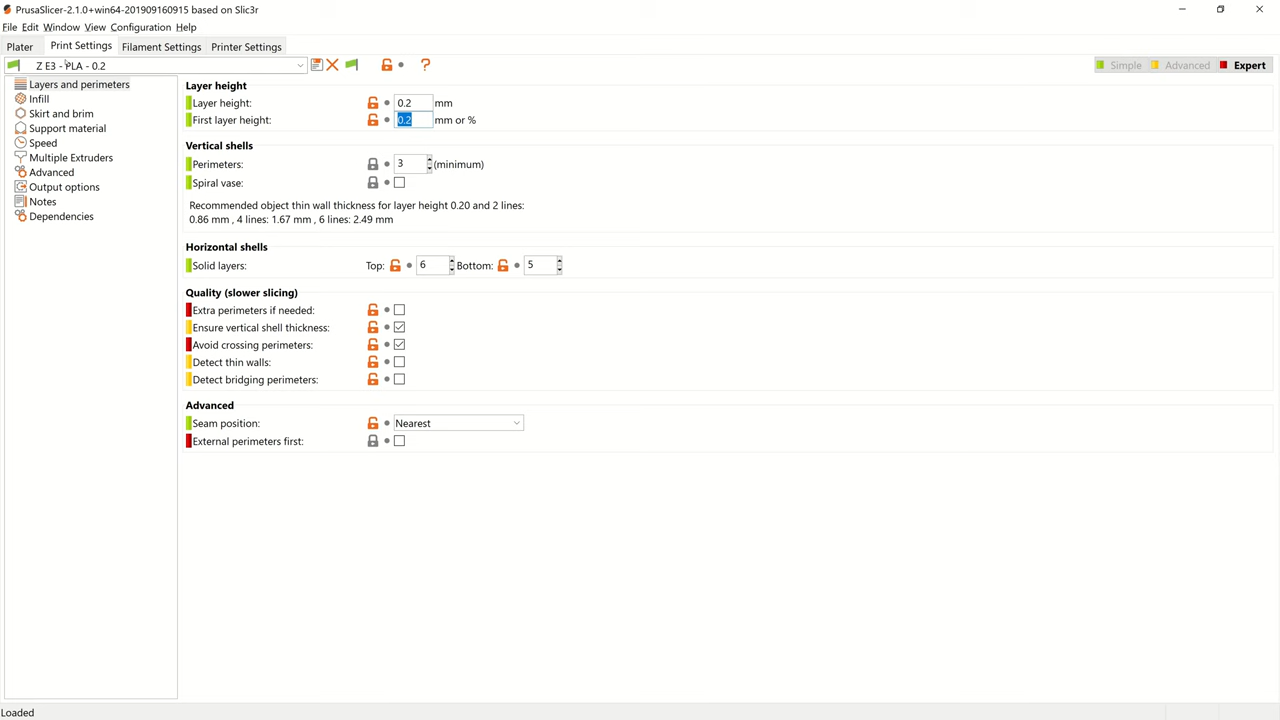 PrusaSlicer-2.1.0+win64-201909160915 based on Slic3r
File Edit Window View Configuration Help
Plater Print Settings Filament Settings Printer Settings
Z E3 - PLA - 0.2 ? Simple Advanced Expert
Layers and perimeters
Infill
Skirt and brim
Support material
Speed
Multiple Extruders
Advanced
Output options
Notes
Dependencies
Layer height
Layer height: 0.2 mm
First layer height: 0.2 mm or %
Vertical shells
Perimeters: 3 (minimum)
Spiral vase:
Recommended object thin wall thickness for layer height 0.20 and 2 lines:
0.86 mm , 4 lines: 1.67 mm , 6 lines: 2.49 mm
Horizontal shells
Solid layers: Top: 6 Bottom: 5
Quality (slower slicing)
Extra perimeters if needed:
Ensure vertical shell thickness:
Avoid crossing perimeters:
Detect thin walls:
Detect bridging perimeters:
Advanced
Seam position: Nearest
External perimeters first:
Loaded